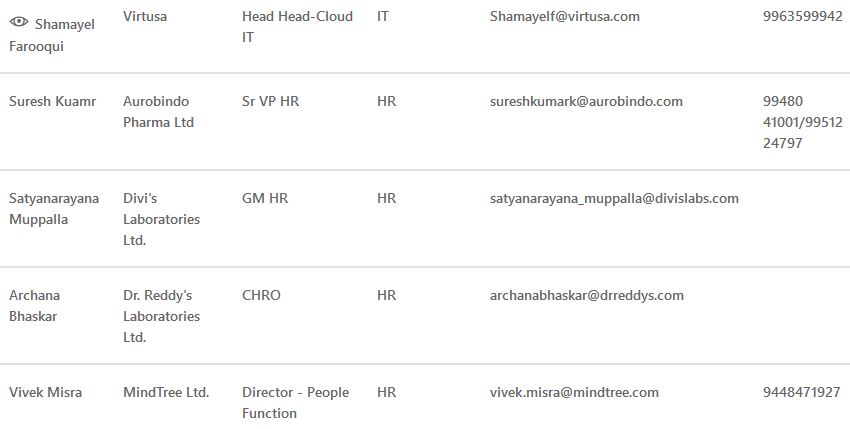 Shamayel Virtusa Head Head-Cloud IT Shamayelf@virtusa.com 9963599942
Farooqui IT
Suresh Kuamr Aurobindo Sr VP HR HR sureshkumark@aurobindo.com 99480
Pharma Ltd 41001/99512
24797
Satyanarayana Divi's GM HR HR satyanarayana_muppalla@divislabs.com
Muppalla Laboratories
Ltd.
Archana Dr. Reddy's CHRO HR archanabhaskar@drreddys.com
Bhaskar Laboratories
Ltd.
Vivek Misra MindTree Ltd. Director - People HR vivek.misra@mindtree.com 9448471927
Function